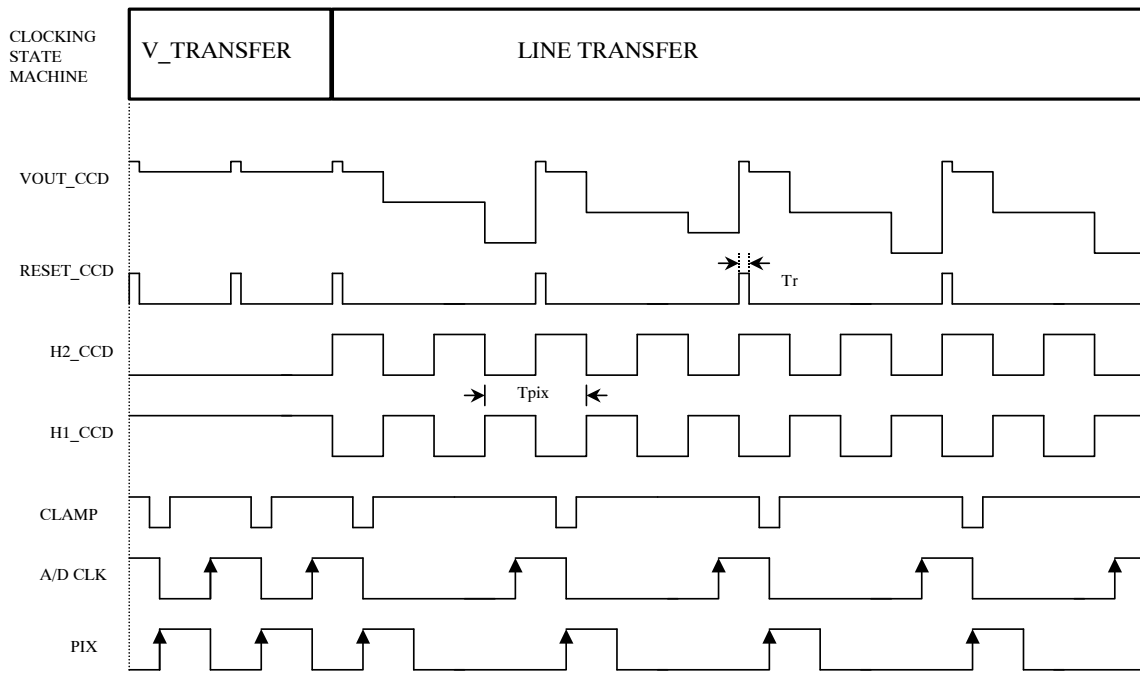 CLOCKING
STATE
MACHINE
V_TRANSFER
LINE TRANSFER
VOUT_CCD
RESET_CCD
Tr
H2_CCD
Tpix
H1_CCD
CLAMP
A/D CLK
PIX